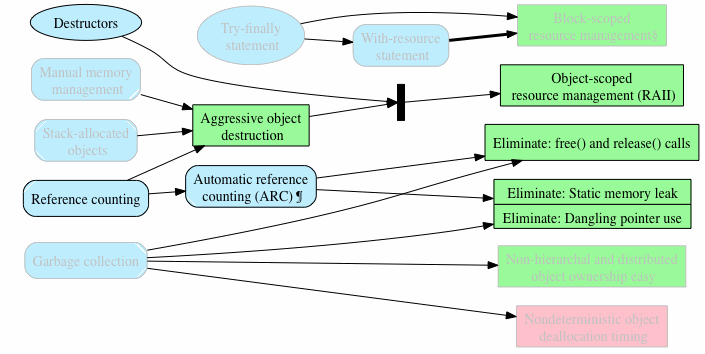 Destructors
Try-finally
statement
With-resource
statement
Block-scoped
resource management§
Manual memory
management
Object-scoped
resource management (RAII)
Aggressive object
destruction
Stack-allocated
objects
Eliminate: free() and release() calls
Reference counting
Automatic reference
counting (ARC) ¶
Eliminate: Static memory leak
Eliminate: Dangling pointer use
Garbage collection
Non-hierarchal and distributed
object ownership easy
Nondeterministic object
deallocation timing